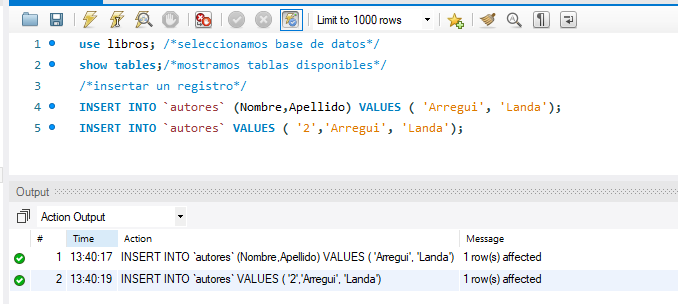 Limit to 1000 rows
1 use libros; /*seleccionamos base de datos*/
2 show tables;/*mostramos tablas disponibles*/
3 /*insertar un registro*/
4 INSERT INTO `autores` (Nombre,Apellido) VALUES ( 'Arregui', 'Landa');
5 INSERT INTO `autores` VALUES ( '2','Arregui', 'Landa');
Output
Action Output
# Time Action Message
1 13:40:17 INSERT INTO `autores` (Nombre,Apellido) VALUES ( 'Arregui', 'Landa') 1 row(s) affected
2 13:40:19 INSERT INTO `autores` VALUES ( '2','Arregui', 'Landa') 1 row(s) affected